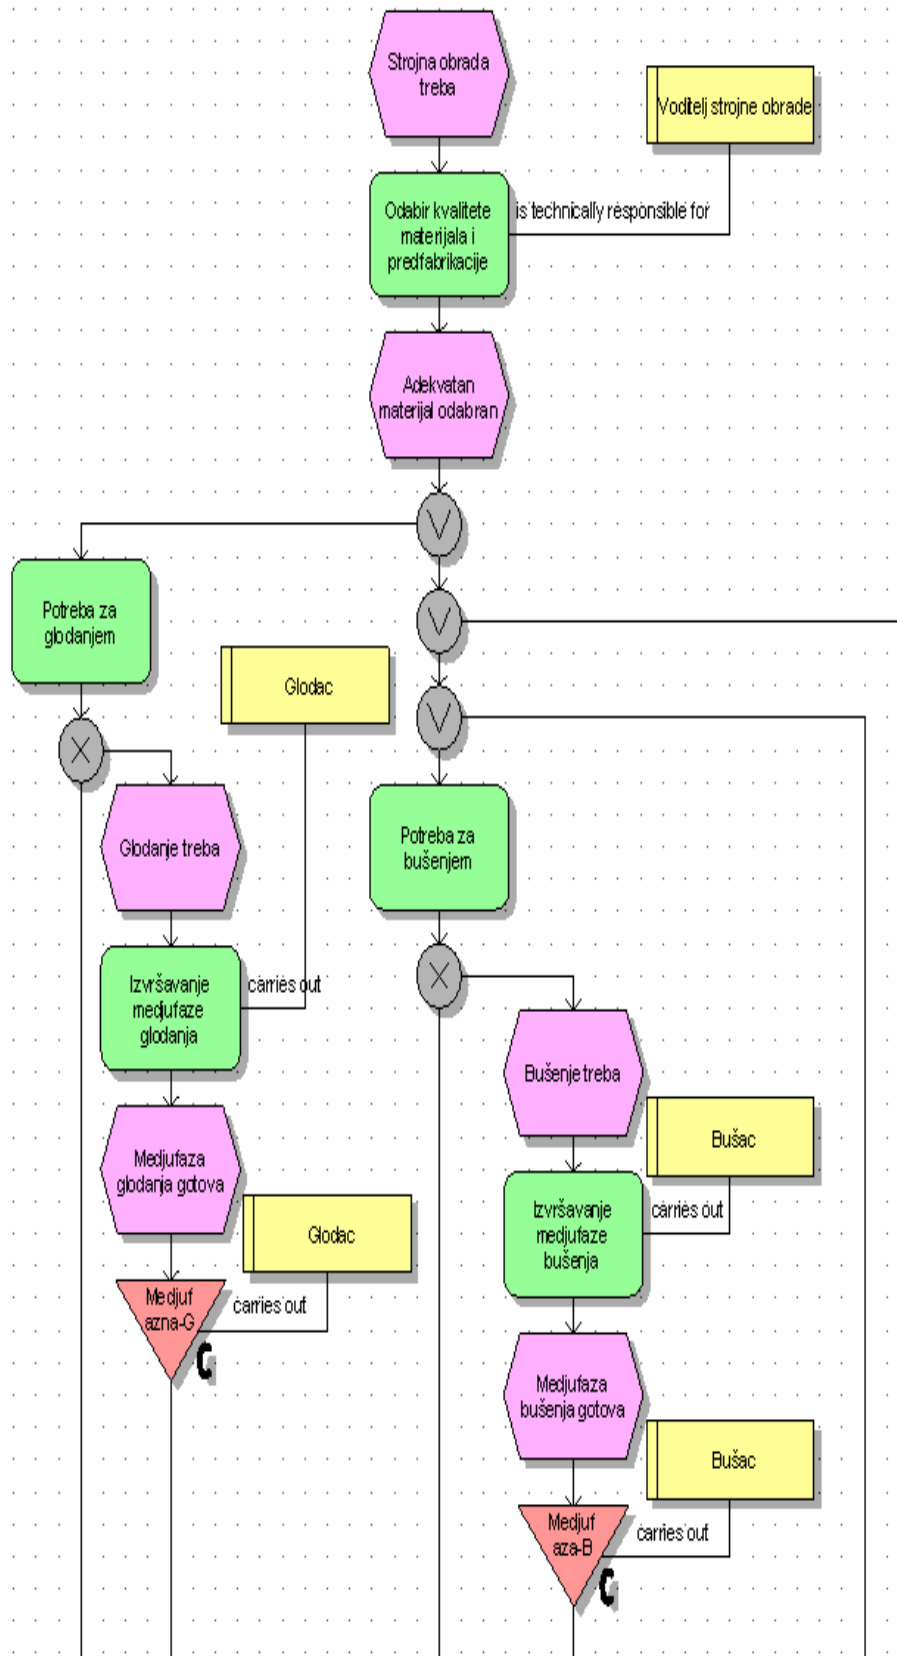 Strojna obrada
treba
Voditelj strojne obrade
Odabir kvalitete
materijala i
predfabrikacije
is technically responsible for
Adekvatan
materijal odabran
Potreba za
glodanjem
Glodac
Potreba za
bušenjem
Glodanje treba
Izvršavanje
medjufaze
glodanja
carries out
Bušenje treba
Medjufaza
glodanja gotova
Bušac
Izvršavanje
medjufaze
bušenja
carries out
Glodac
Medjuf
azna-G
carries out
Medjufaza
bušenja gotova
Bušac
Medjuf
aza-B
carries out